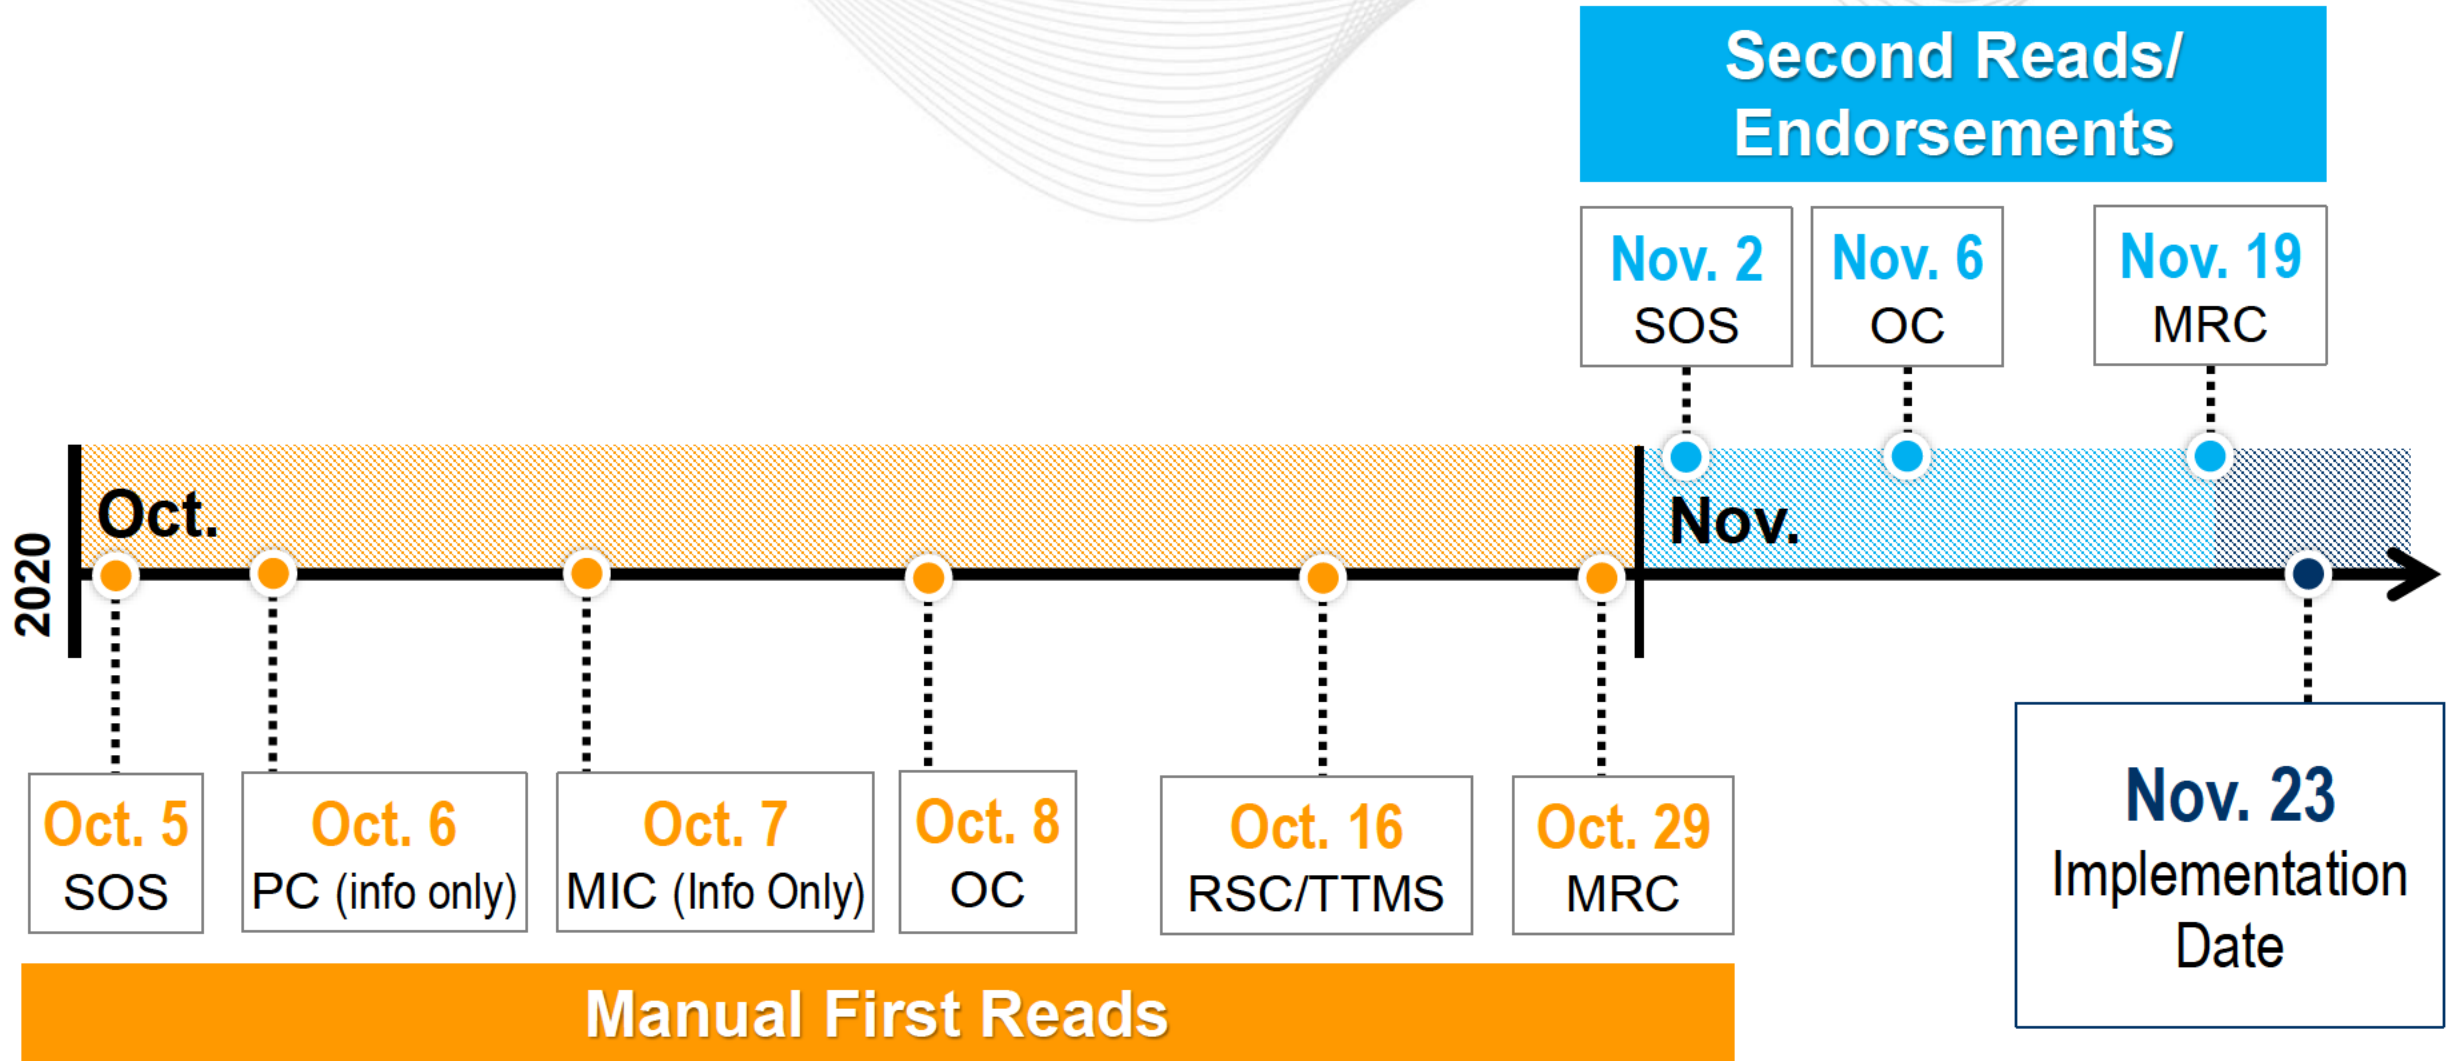 Second Reads/
Endorsements
Nov. 2
SOS
Nov. 6
OC
Nov. 19
MRC
2020
Oct.
Nov.
Oct. 5
SOS
Oct. 6
PC (info only)
Oct. 7
MIC (Info Only)
Oct. 8
OC
Oct. 16
RSC/TTMS
Oct. 29
MRC
Nov. 23
Implementation
Date
Manual First Reads